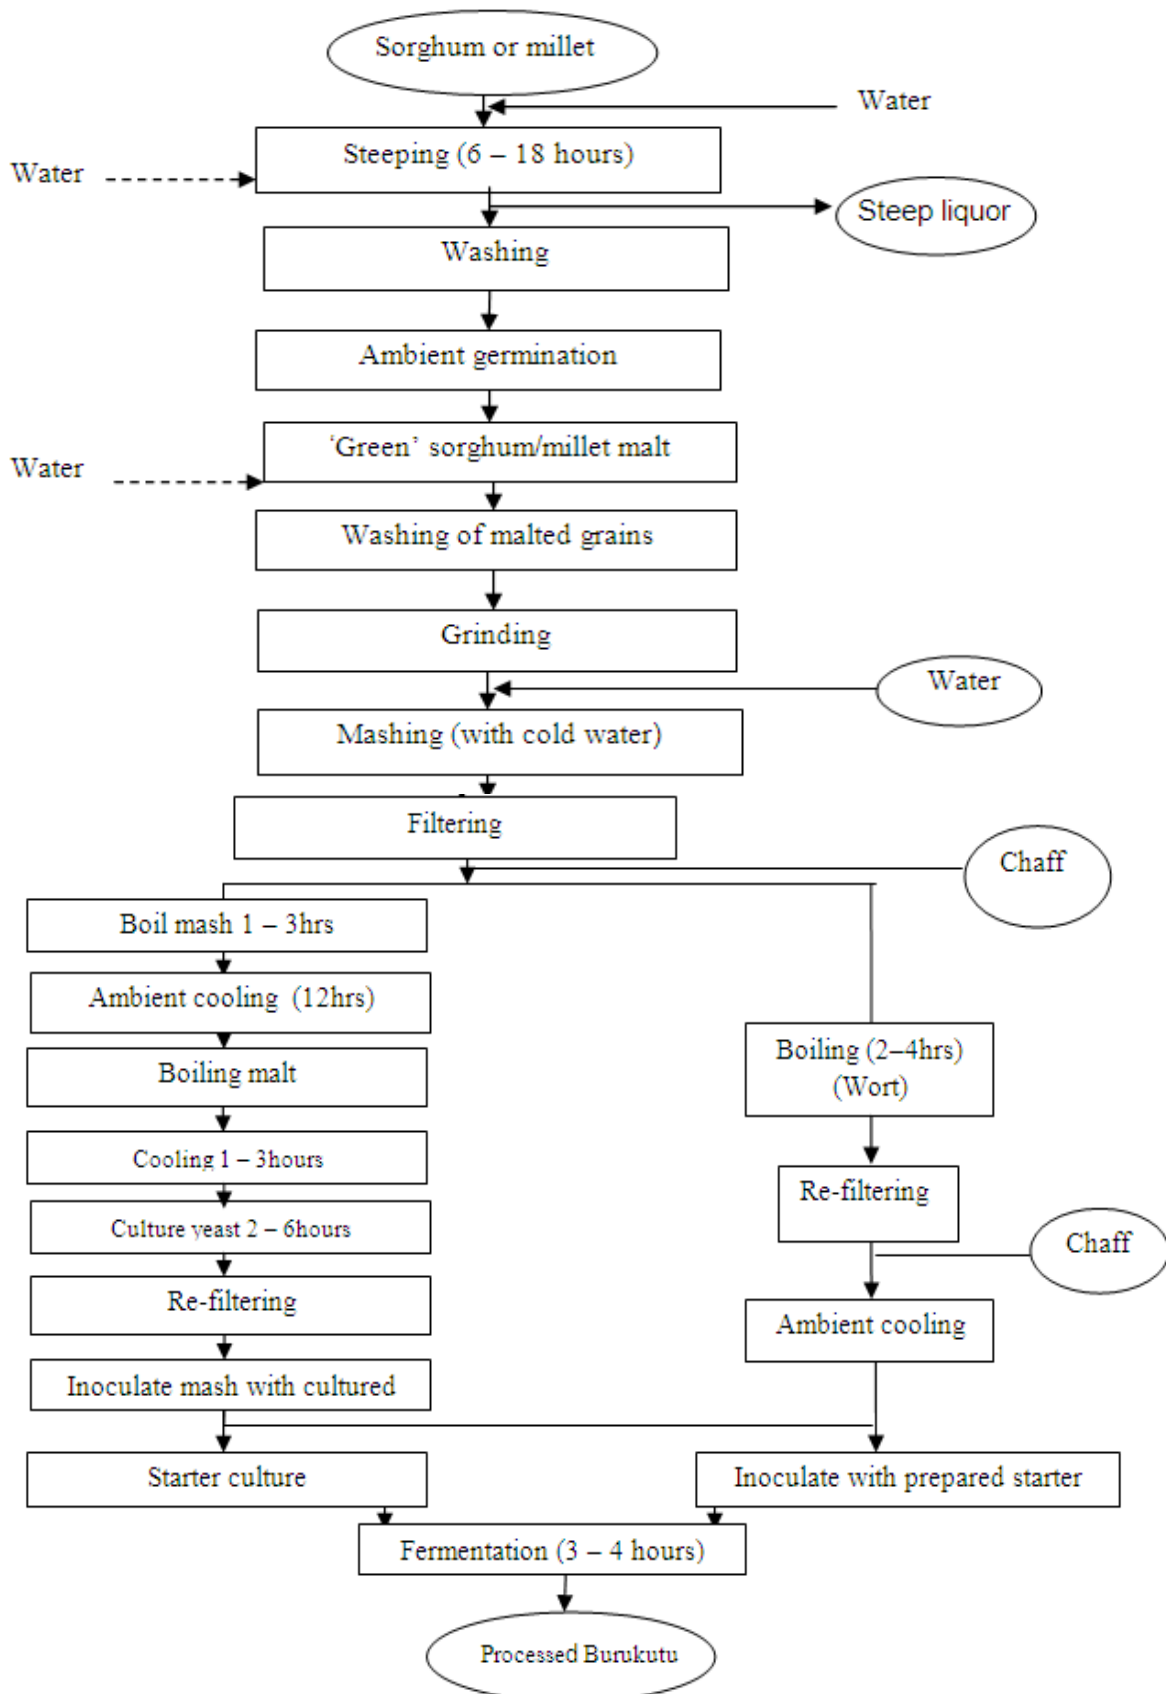 Sorghum or millet
Water
Steeping (6 – 18 hours)
Water
Steep liquor
Washing
Ambient germination
‘Green’ sorghum/millet malt
Water
Washing of malted grains
Grinding
Water
Mashing (with cold water)
Filtering
Chaff
Boil mash 1 – 3hrs
Ambient cooling (12hrs)
Boiling malt
Cooling 1 – 3hours
Culture yeast 2 – 6hours
Re-filtering
Inoculate mash with cultured
Starter culture
Boiling (2–4hrs)
(Wort)
Re-filtering
Chaff
Ambient cooling
Inoculate with prepared starter
Fermentation (3 – 4 hours)
Processed Burukutu